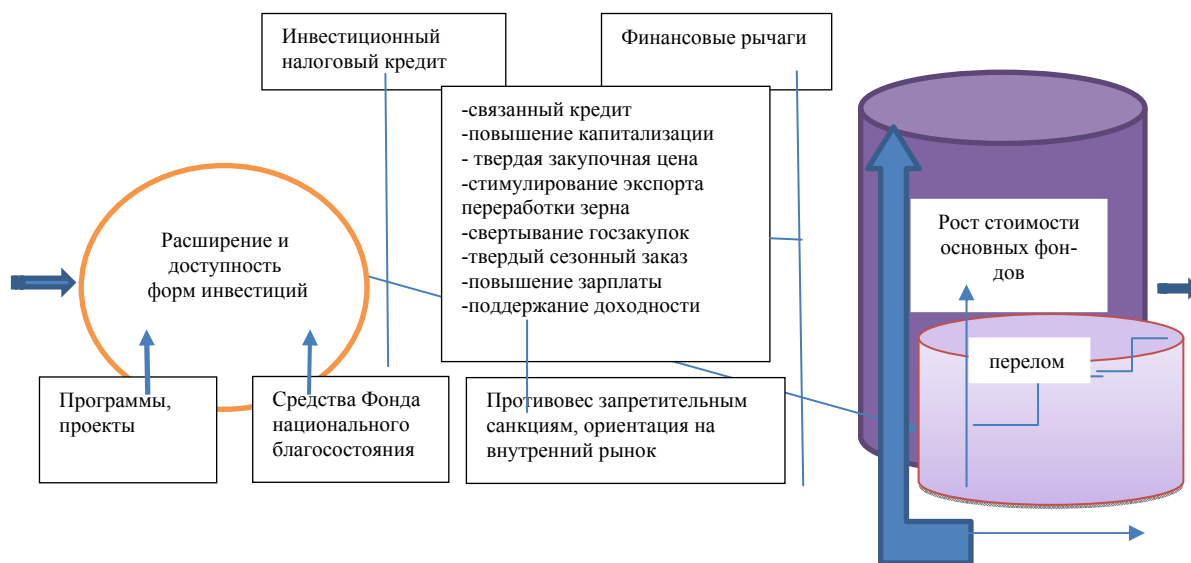 Инвестиционный
налоговый кредит
Финансовые рычаги
-связанный кредит
-повышение капитализации
- твердая закупочная цена
-стимулирование экспорта
переработки зерна
-свертывание госзакупок
-твердый сезонный заказ
-повышение зарплаты
-поддержание доходности
Расширение и
доступность
форм инвестиций
Рост стоимости
основных фон-
дов
перелом
Программы,
проекты
Средства Фонда
национального
благосостояния
Противовес запретительным
санкциям, ориентация на
внутренний рынок